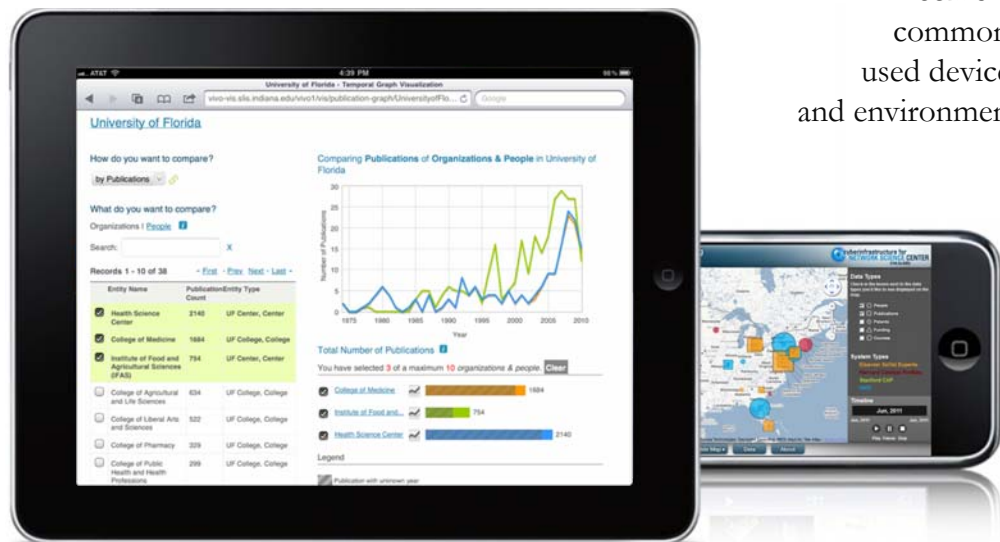 common
used device
and environmen
AT&T 4:39 PM 98%
University of Florida - Temporal Graph Visualization
vivo-vis.slis.indiana.edu/vivo1/vis/publication-graph/UniversityofFlo... Google
University of Florida
How do you want to compare?
by Publications
What do you want to compare?
Organizations | People
Search: X
Records 1 - 10 of 38 - First - Prev Next - Last -
Entity Name Publication Count Entity Type
Health Science Center 2140 UF Center, Center
College of Medicine 1684 UF College, College
Institute of Food and Agricultural Sciences (IFAS) 754 UF Center, Center
College of Agricultural and Life Sciences 634 UF College, College
College of Liberal Arts and Sciences 522 UF College, College
College of Pharmacy 329 UF College, College
College of Public Health and Health Professions 299 UF College, College
Comparing Publications of Organizations & People in University of
Florida
Number of Publications
30
25
20
15
10
5
0
1975 1980 1985 1990 1995 2000 2005 2010
Year
Total Number of Publications
You have selected 3 of a maximum 10 organizations & people. Clear
College of Medicine 1684
Institute of Food and... 754
Health Science Center 2140
Legend
Publication with unknown year
cyberinfrastructure for
NETWORK SCIENCE CENTER
Data Types
People
Publications
Patents
Funding
Courses
System Types
Stanford CAP
Timeline
Jun, 2011
Data
About